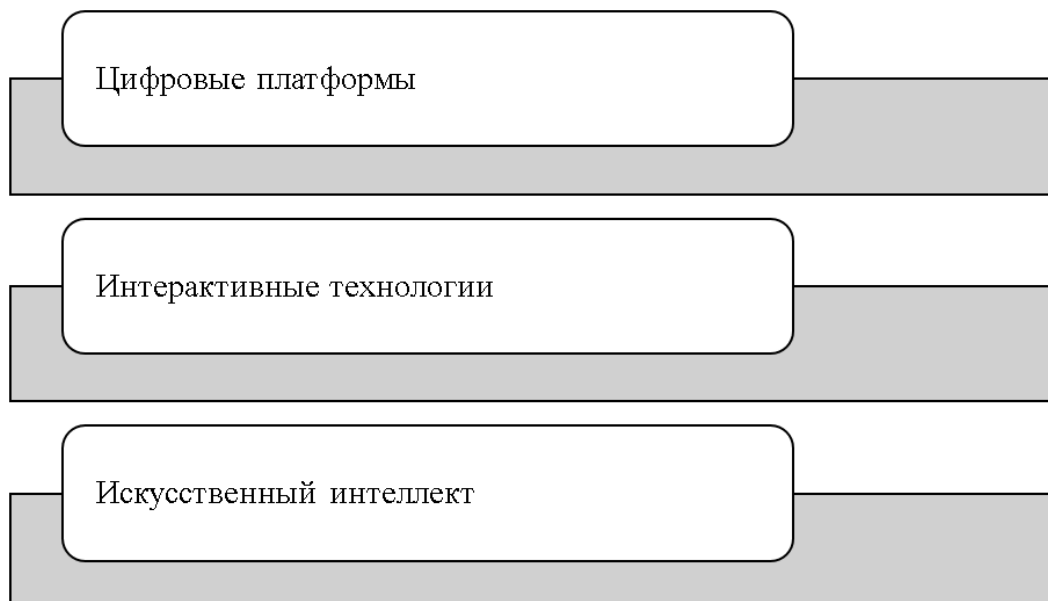 Цифровые платформы
Интерактивные технологии
Искусственный интеллект